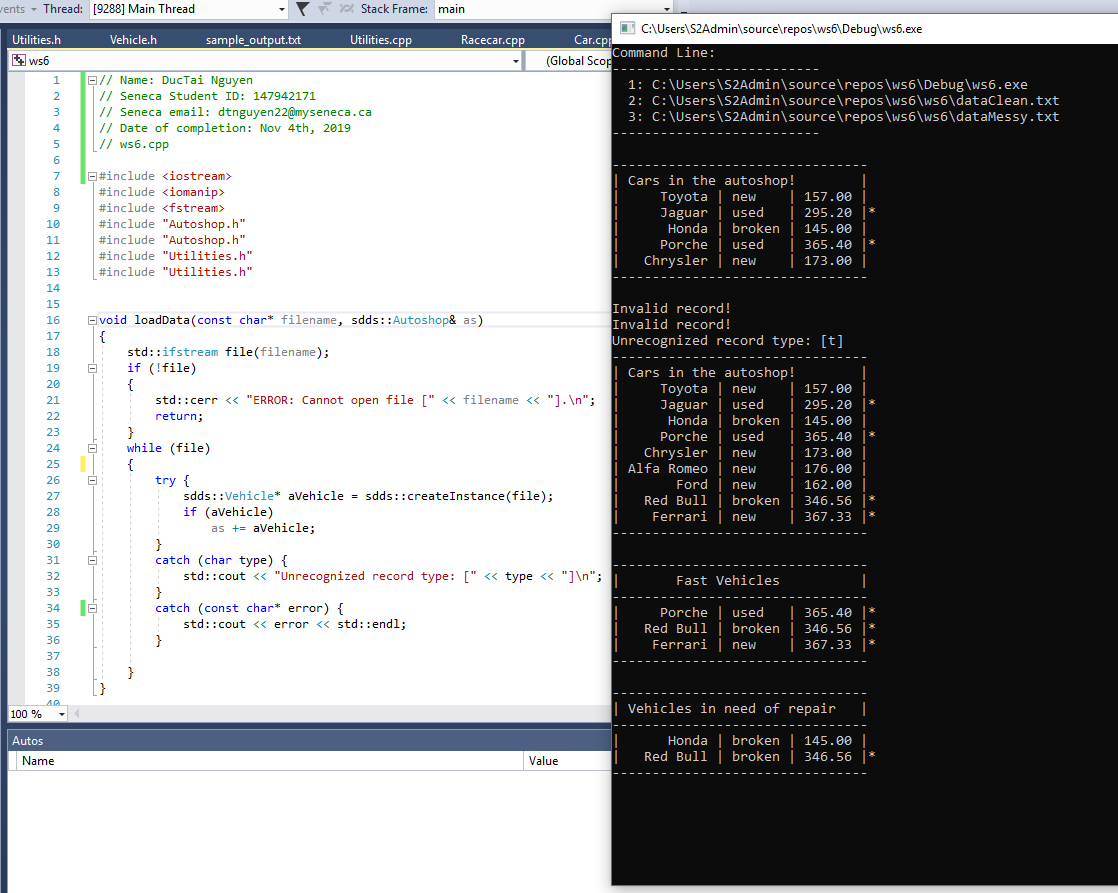 ents Thread: [9288] Main Thread Stack Frame: main
Utilities.h Vehicle.h sample_output.txt Utilities.cpp Racecar.cpp Car.cpp
ws6 (Global Scop
1 // Name: DucTai Nguyen
2 // Seneca Student ID: 147942171
3 // Seneca email: dtnguyen22@myseneca.ca
4 // Date of completion: Nov 4th, 2019
5 // ws6.cpp
6
7 #include <iostream>
8 #include <iomanip>
9 #include <fstream>
10 #include "Autoshop.h"
11 #include "Autoshop.h"
12 #include "Utilities.h"
13 #include "Utilities.h"
14
15
16 void loadData(const char* filename, sdds::Autoshop& as)
17 {
18 std::ifstream file(filename);
19 if (!file)
20 {
21 std::cerr << "ERROR: Cannot open file [" << filename << "].\n";
22 return;
23 }
24 while (file)
25 {
26 try {
27 sdds::Vehicle* aVehicle = sdds::createInstance(file);
28 if (aVehicle)
29 as += aVehicle;
30 }
31 catch (char type) {
32 std::cout << "Unrecognized record type: [" << type << "]\n";
33 }
34 catch (const char* error) {
35 std::cout << error << std::endl;
36 }
37
38 }
39 }
40
100 %
Autos
Name Value
C:\Users\S2Admin\source\repos\ws6\Debug\ws6.exe
Command Line:
--------------------------
1: C:\Users\S2Admin\source\repos\ws6\Debug\ws6.exe
2: C:\Users\S2Admin\source\repos\ws6\ws6\dataClean.txt
3: C:\Users\S2Admin\source\repos\ws6\ws6\dataMessy.txt
--------------------------
--------------------------------
| Cars in the autoshop! |
| Toyota | new | 157.00 |
| Jaguar | used | 295.20 |*
| Honda | broken | 145.00 |
| Porche | used | 365.40 |*
| Chrysler | new | 173.00 |
--------------------------------
Invalid record!
Invalid record!
Unrecognized record type: [t]
--------------------------------
| Cars in the autoshop! |
| Toyota | new | 157.00 |
| Jaguar | used | 295.20 |*
| Honda | broken | 145.00 |
| Porche | used | 365.40 |*
| Chrysler | new | 173.00 |
| Alfa Romeo | new | 176.00 |
| Ford | new | 162.00 |
| Red Bull | broken | 346.56 |*
| Ferrari | new | 367.33 |*
--------------------------------
--------------------------------
| Fast Vehicles |
--------------------------------
| Porche | used | 365.40 |*
| Red Bull | broken | 346.56 |*
| Ferrari | new | 367.33 |*
--------------------------------
--------------------------------
| Vehicles in need of repair |
--------------------------------
| Honda | broken | 145.00 |
| Red Bull | broken | 346.56 |*
--------------------------------